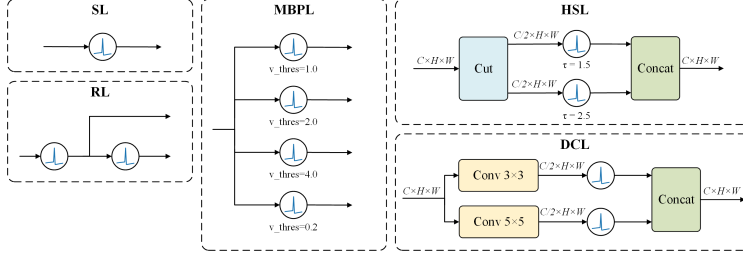 SL
RL
MBPL
v_thres=1.0
v_thres=2.0
v_thres=4.0
v_thres=0.2
HSL
C×H×W
Cut
C/2×H×W
τ = 1.5
C/2×H×W
τ = 2.5
Concat
C×H×W
DCL
C×H×W
Conv 3×3
C/2×H×W
Conv 5×5
C/2×H×W
Concat
C×H×W